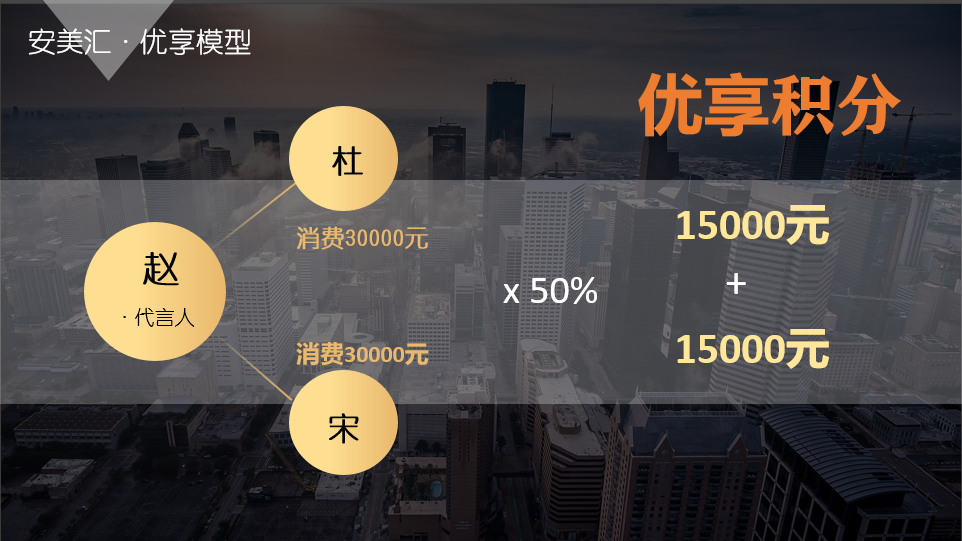 安美汇 · 优享模型
优享积分
杜
消费30000元
赵
· 代言人
消费30000元
宋
x 50%
15000元
+
15000元